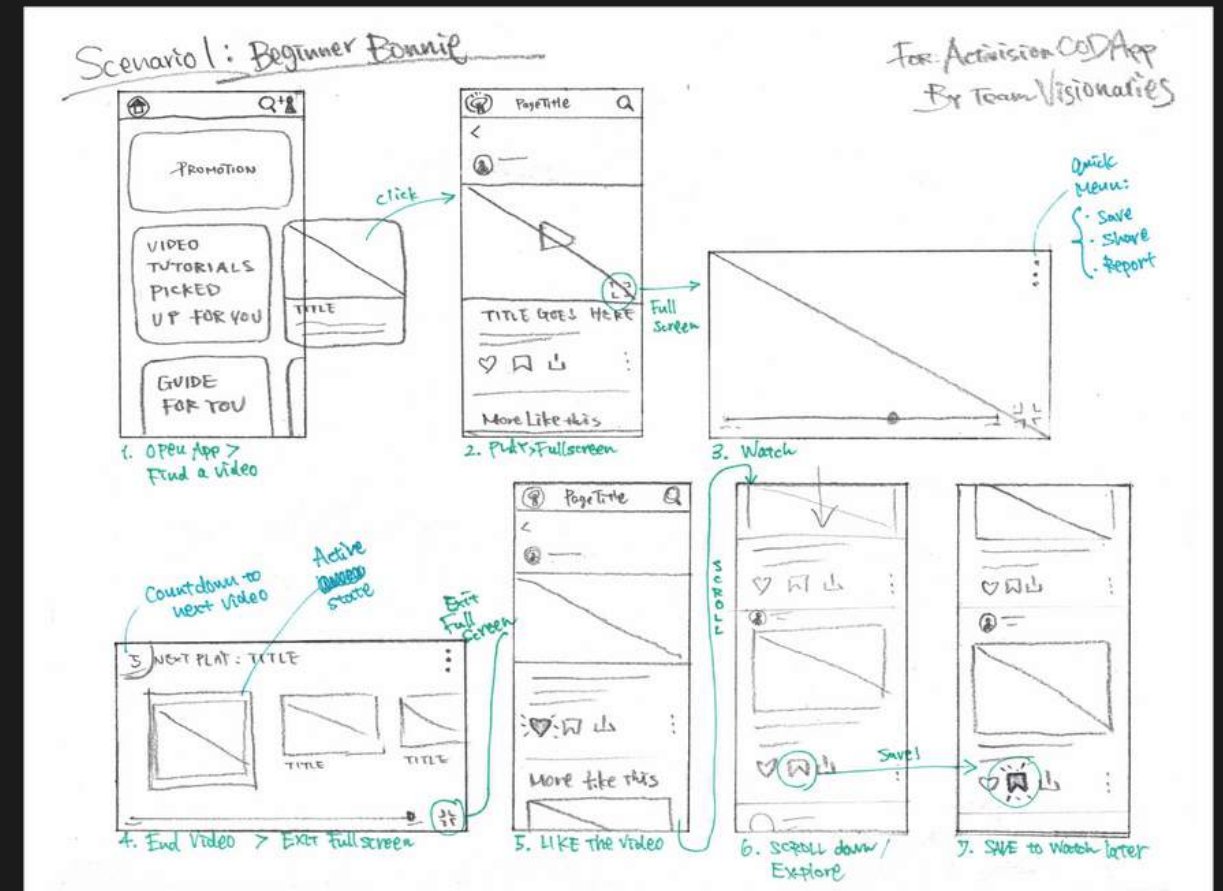 Scenario 1: Beginner Bonnie
For: Activision COD App
By Team Visionaries
PROMOTION
VIDEO
TUTORIALS
PICKED
UP FOR YOU
TITLE
GUIDE
FOR YOU
1. Open App >
Find a video
click
PageTitle
TITLE GOES HERE
More Like this
2. PLAY>Fullscreen
Full
Screen
Quick
Menu:
· Save
· Share
· Report
3. Watch
Countdown to
next video
Active
state
5
NEXT PLAY: TITLE
TITLE
TITLE
4. End Video > Exit Fullscreen
Exit
Full
Screen
PageTitle
More like this
5. LIKE the video
SCROLL
6. SCROLL down /
Explore
Save!
7. SAVE to Watch later